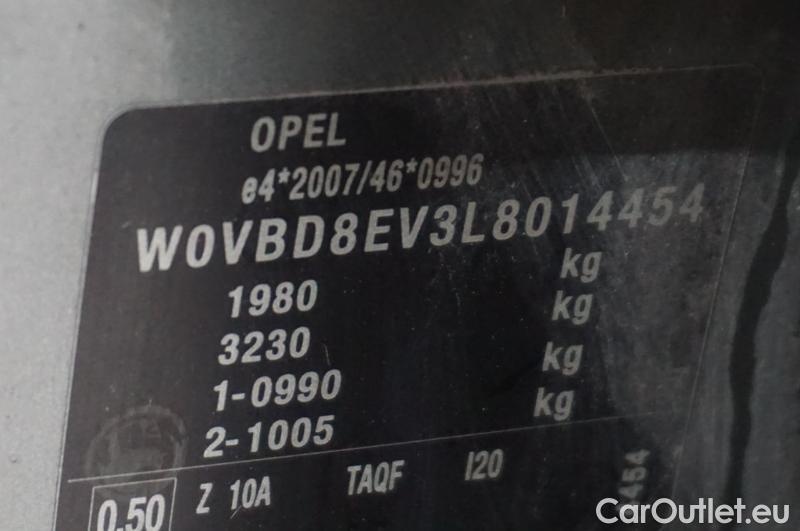 OPEL
e4*2007/46*0996
W0VBD8EV3L8014454
1980 kg
3230 kg
1-0990 kg
2-1005 kg
0.50 Z 10A TAQF I20
4454
CarOutlet.eu